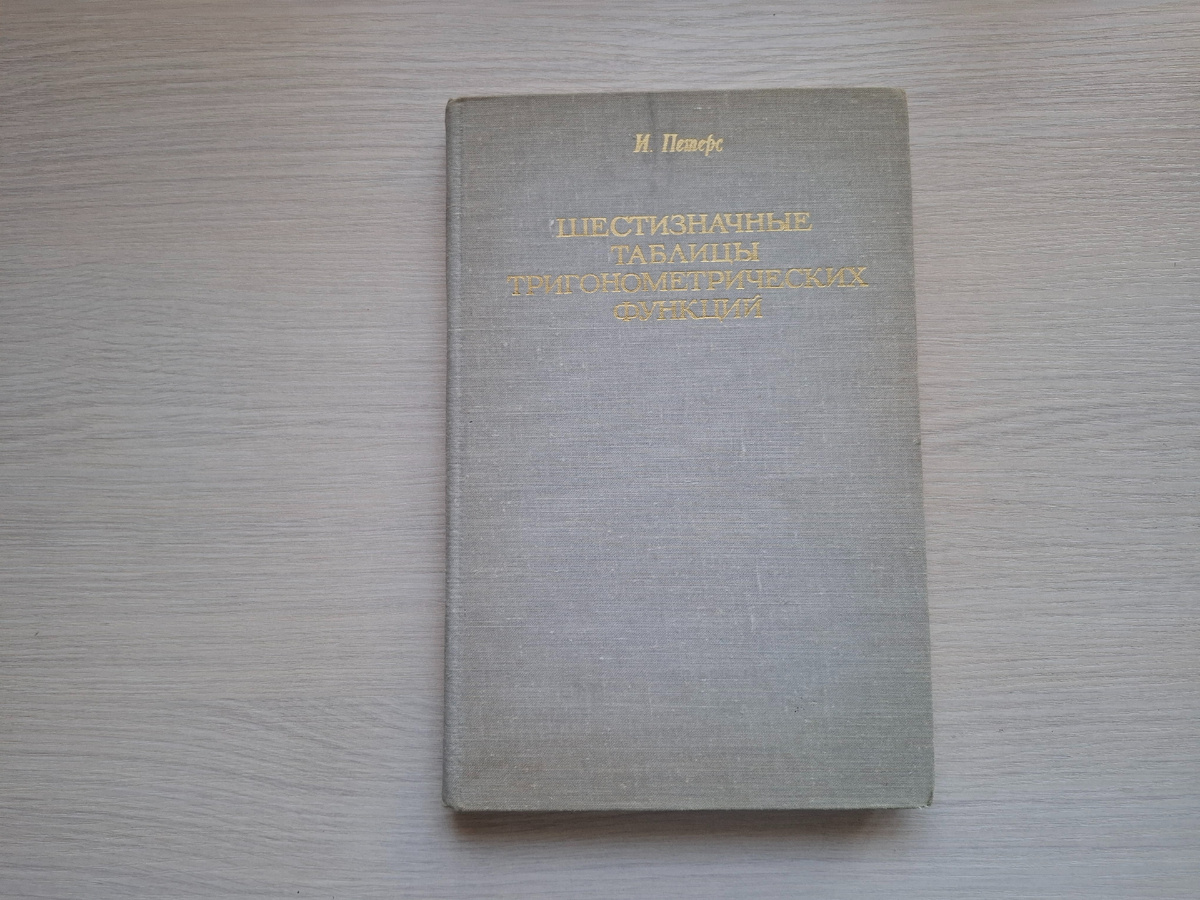 И. Петерс
ШЕСТИЗНАЧНЫЕ
ТАБЛИЦЫ
ТРИГОНОМЕТРИЧЕСКИХ
ФУНКЦИЙ